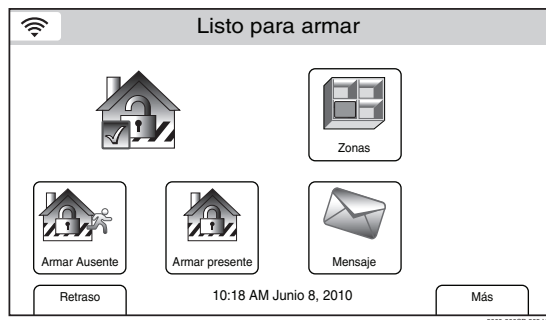 Listo para armar
Zonas
Armar Ausente
Armar presente
Mensaje
Retraso
10:18 AM Junio 8, 2010
Más